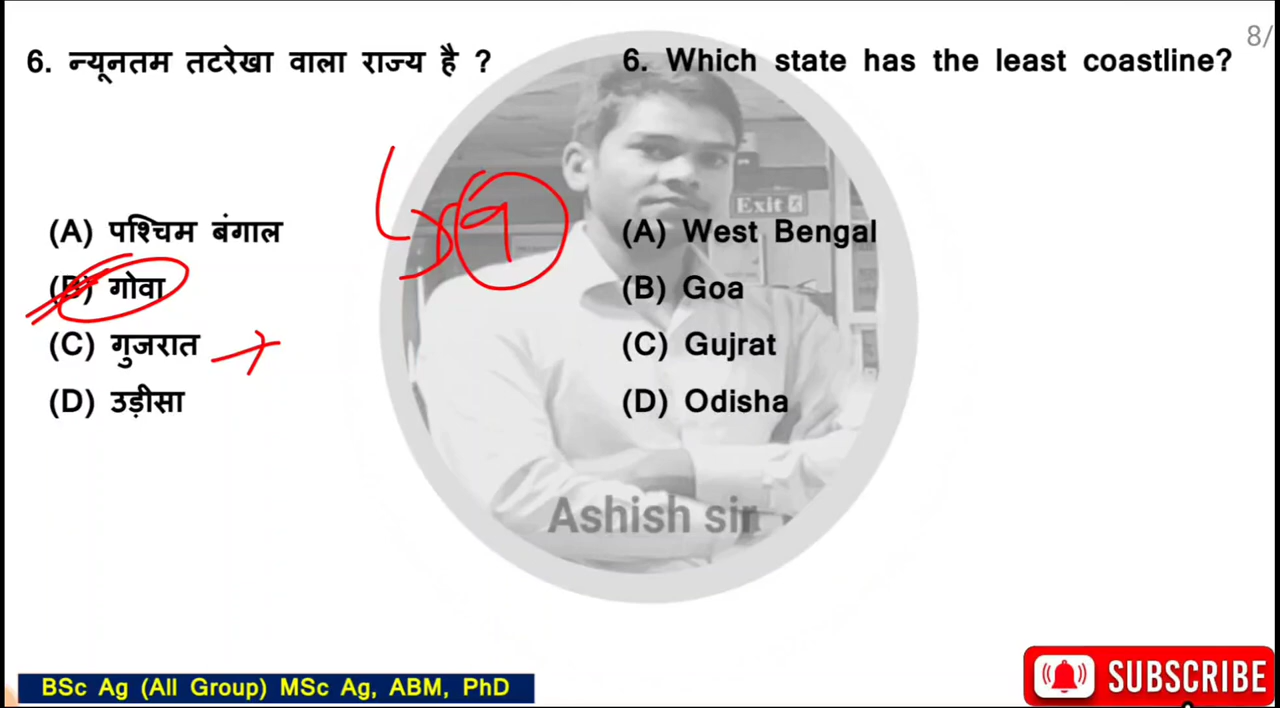 8/
6. न्यूनतम तटरेखा वाला राज्य है ?
6. Which state has the least coastline?
(A) पश्चिम बंगाल
(B) गोवा
(C) गुजरात
(D) उड़ीसा
Exit
(A) West Bengal
(B) Goa
(C) Gujrat
(D) Odisha
Ashish sir
BSc Ag (All Group) MSc Ag, ABM, PhD
SUBSCRIBE